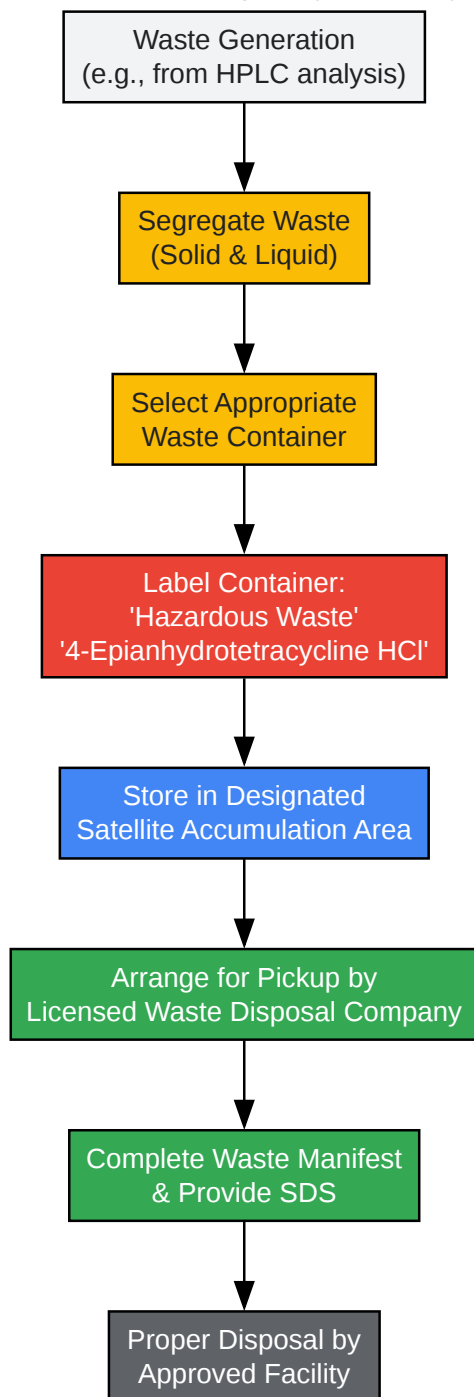 Waste Generation
(e.g., from HPLC analysis)
Segregate Waste
(Solid & Liquid)
Select Appropriate
Waste Container
Label Container:
'Hazardous Waste'
'4-Epianhydrotetracycline HCl'
Store in Designated
Satellite Accumulation Area
Arrange for Pickup by
Licensed Waste Disposal Company
Complete Waste Manifest
& Provide SDS
Proper Disposal by
Approved Facility